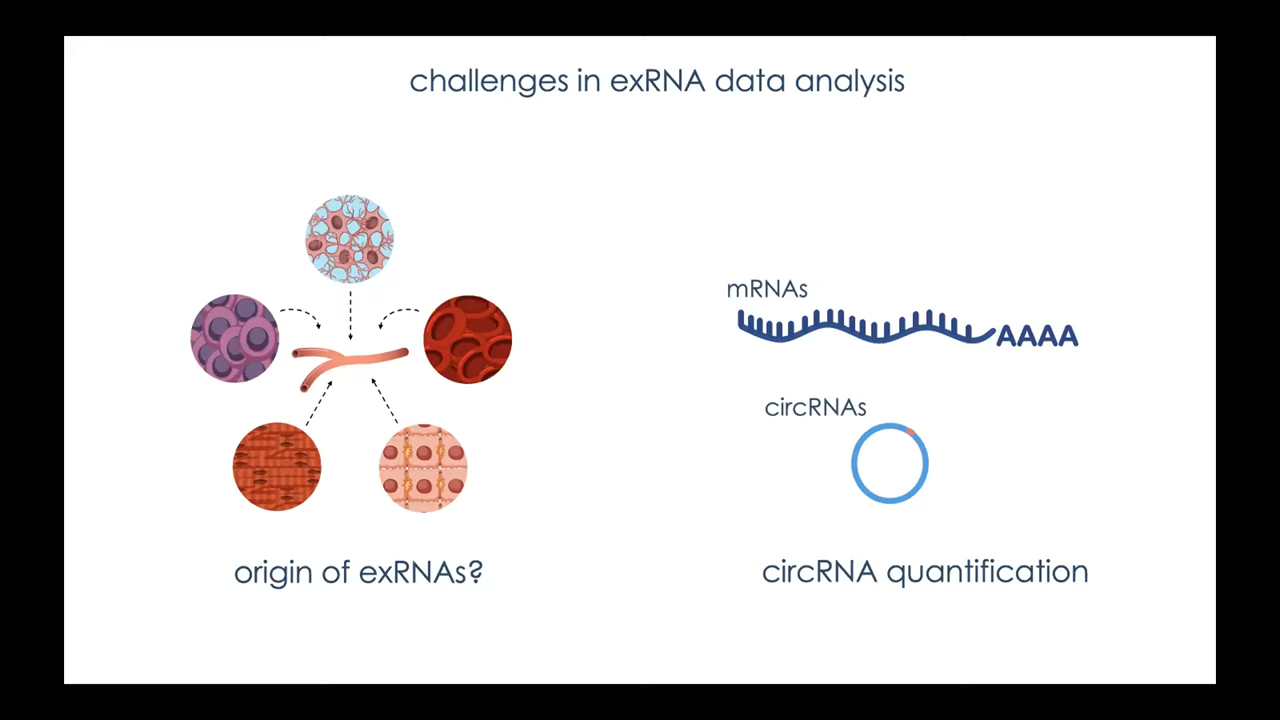 challenges in exRNA data analysis
mRNAs
AAAA
circRNAs
origin of exRNAs?
circRNA quantification